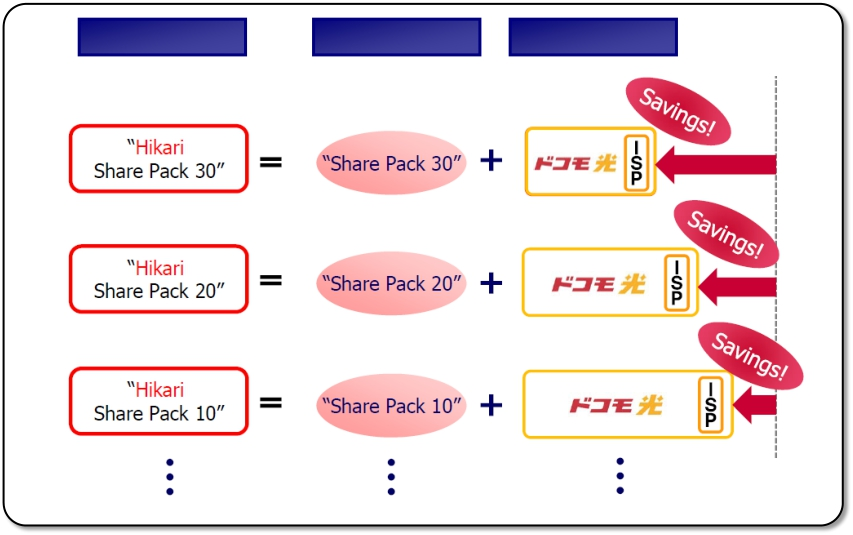 Savings!
“Hikari
Share Pack 30”
=
“Share Pack 30”
+
ドコモ 光
ISP
Savings!
“Hikari
Share Pack 20”
=
“Share Pack 20”
+
ドコモ 光
ISP
Savings!
“Hikari
Share Pack 10”
=
“Share Pack 10”
+
ドコモ 光
ISP